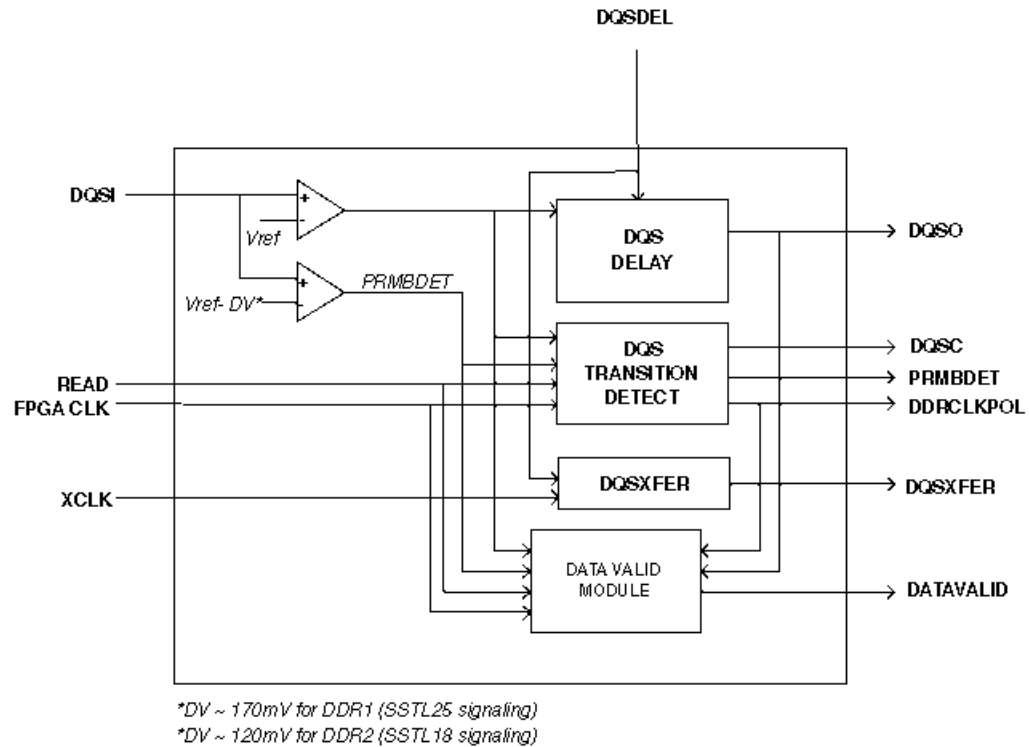 DQSDEL
DQSI
+
-
Vref
DQS
DELAY
DQSO
+
-
Vref- DV*
PRMBDET
DQS
TRANSITION
DETECT
DQSC
PRMBDET
DDRCLKPOL
READ
FPGA CLK
XCLK
DQSXFER
DQSXFER
DATA VALID
MODULE
DATAVALID
*DV ~ 170mV for DDR1 (SSTL25 signaling)
*DV ~ 120mV for DDR2 (SSTL18 signaling)